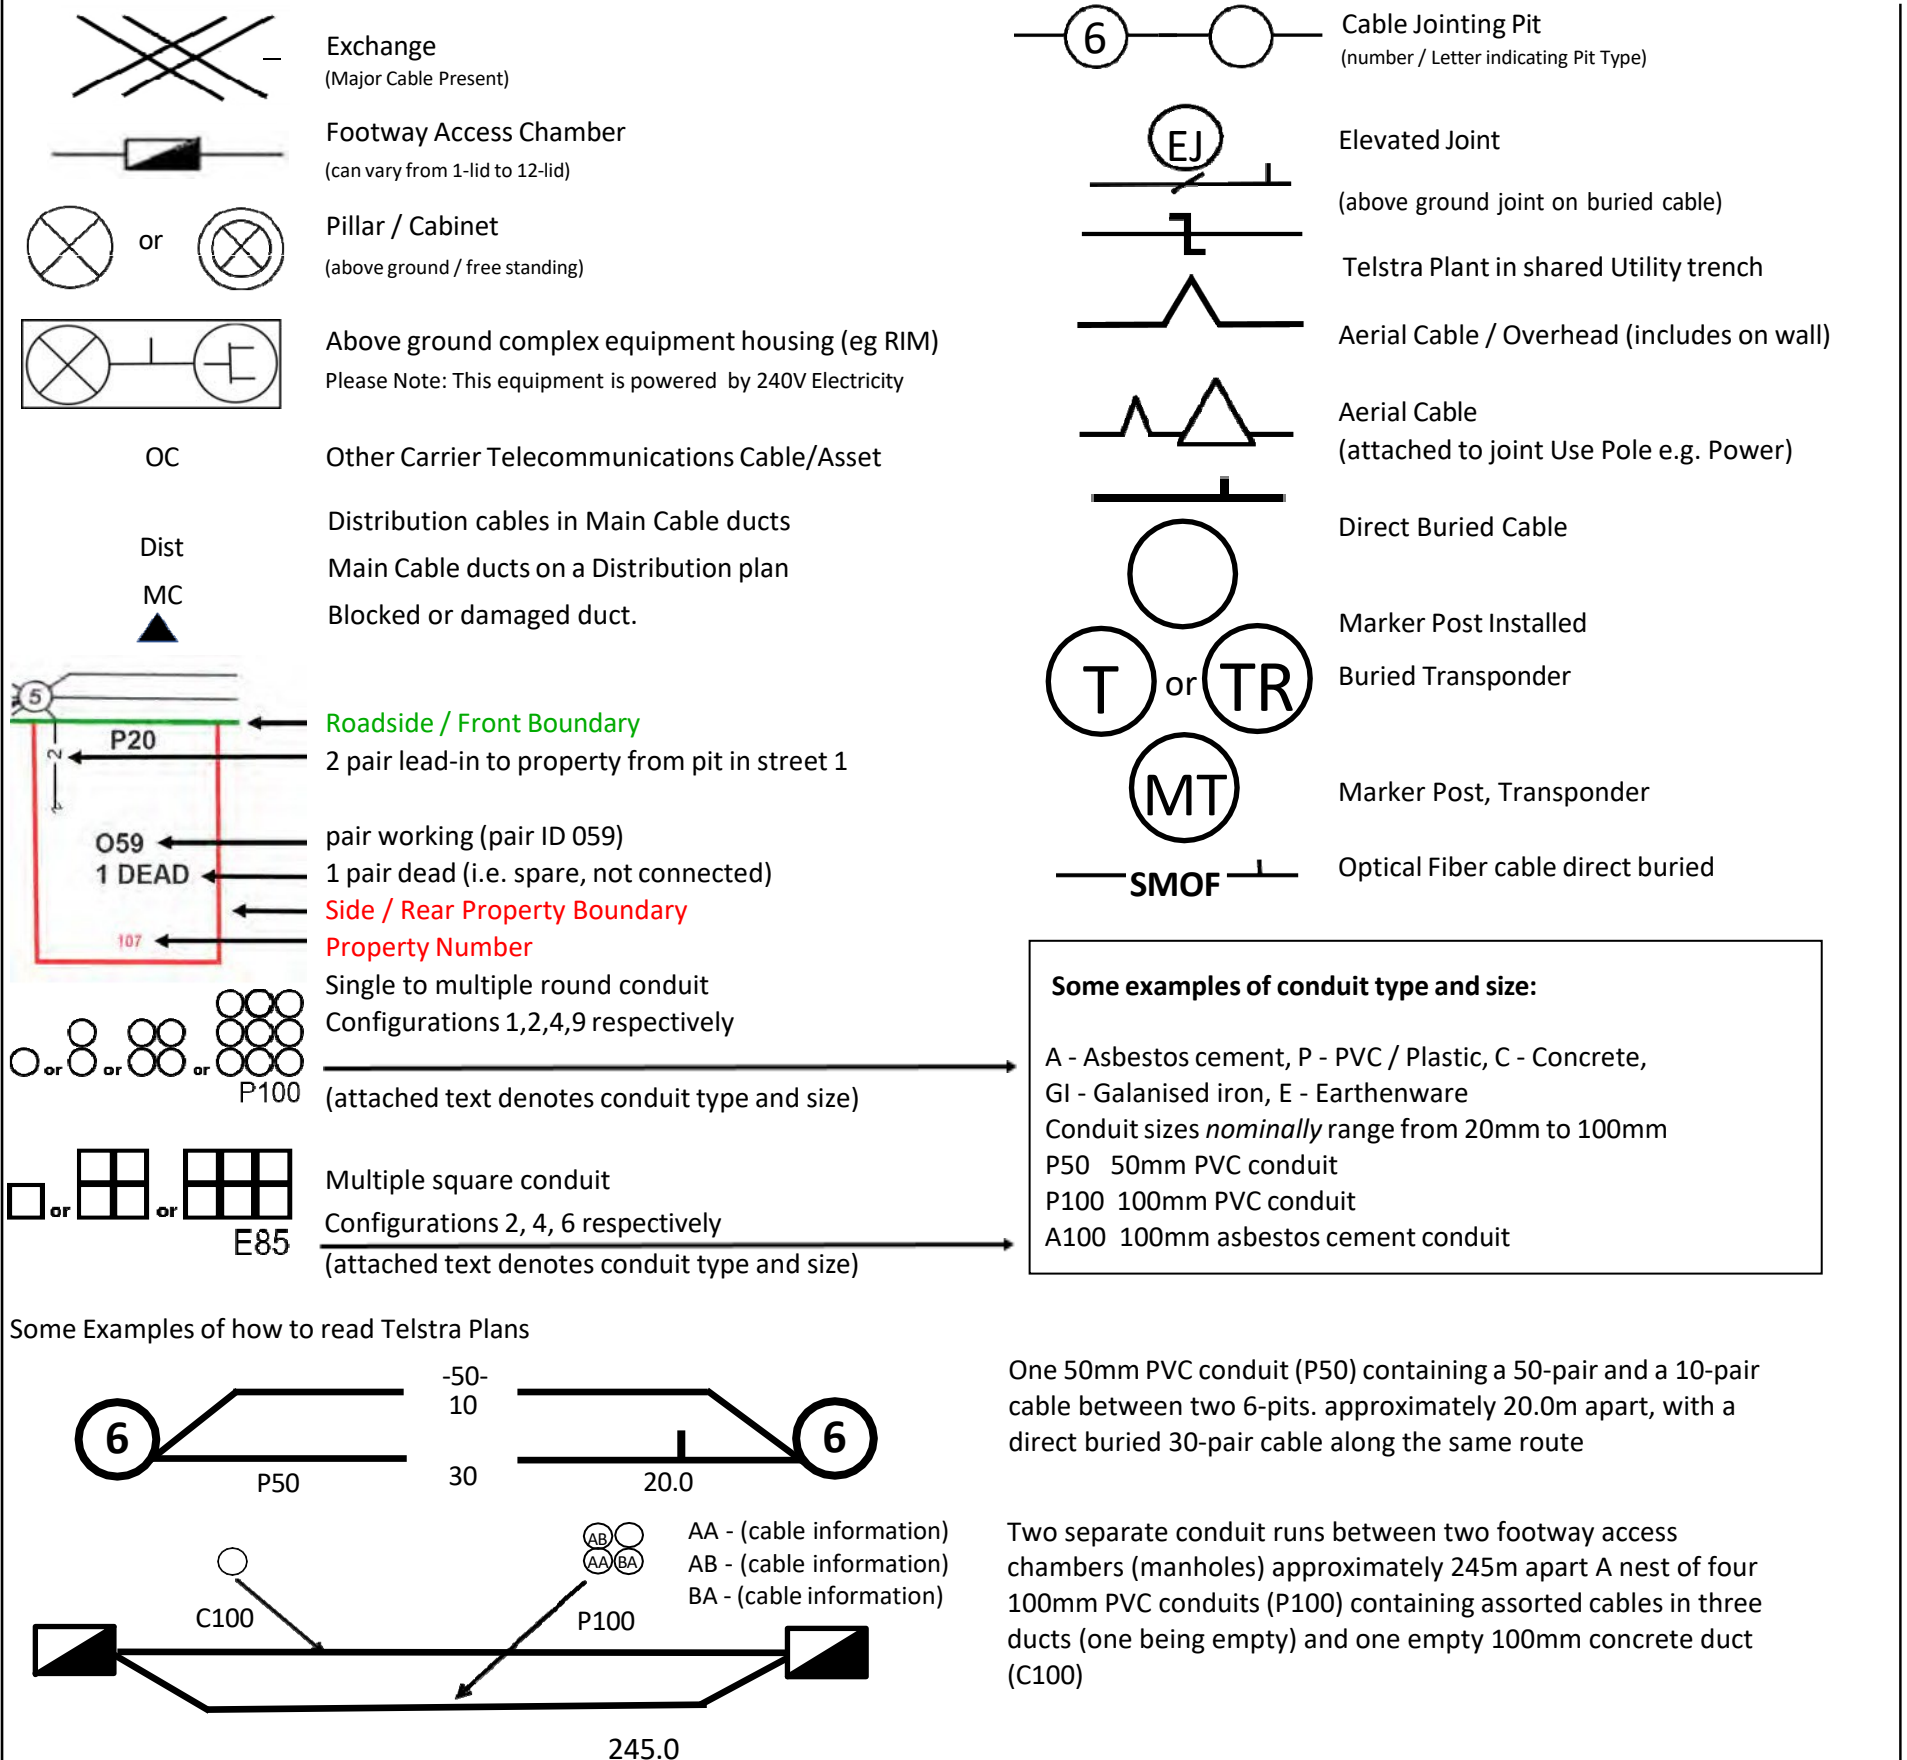 Exchange
(Major Cable Present)
Footway Access Chamber
(can vary from 1-lid to 12-lid)
or
Pillar / Cabinet
(above ground / free standing)
Above ground complex equipment housing (eg RIM)
Please Note: This equipment is powered by 240V Electricity
OC
Other Carrier Telecommunications Cable/Asset
Distribution cables in Main Cable ducts
Dist
Main Cable ducts on a Distribution plan
MC
Blocked or damaged duct.
5
P20
2
O59
1 DEAD
107
Roadside / Front Boundary
2 pair lead-in to property from pit in street 1
pair working (pair ID 059)
1 pair dead (i.e. spare, not connected)
Side / Rear Property Boundary
Property Number
Single to multiple round conduit
Configurations 1,2,4,9 respectively
or or or
P100
(attached text denotes conduit type and size)
Multiple square conduit
or or
Configurations 2, 4, 6 respectively
E85
(attached text denotes conduit type and size)
6
Cable Jointing Pit
(number / Letter indicating Pit Type)
EJ
Elevated Joint
(above ground joint on buried cable)
Telstra Plant in shared Utility trench
Aerial Cable / Overhead (includes on wall)
Aerial Cable
(attached to joint Use Pole e.g. Power)
Direct Buried Cable
Marker Post Installed
T or TR
Buried Transponder
MT
Marker Post, Transponder
SMOF
Optical Fiber cable direct buried
Some examples of conduit type and size:
A - Asbestos cement, P - PVC / Plastic, C - Concrete,
GI - Galanised iron, E - Earthenware
Conduit sizes nominally range from 20mm to 100mm
P50 50mm PVC conduit
P100 100mm PVC conduit
A100 100mm asbestos cement conduit
Some Examples of how to read Telstra Plans
-50-
10
6
6
P50
30
20.0
One 50mm PVC conduit (P50) containing a 50-pair and a 10-pair
cable between two 6-pits. approximately 20.0m apart, with a
direct buried 30-pair cable along the same route
AB
AA BA
AA - (cable information)
AB - (cable information)
BA - (cable information)
C100
P100
245.0
Two separate conduit runs between two footway access
chambers (manholes) approximately 245m apart A nest of four
100mm PVC conduits (P100) containing assorted cables in three
ducts (one being empty) and one empty 100mm concrete duct
(C100)